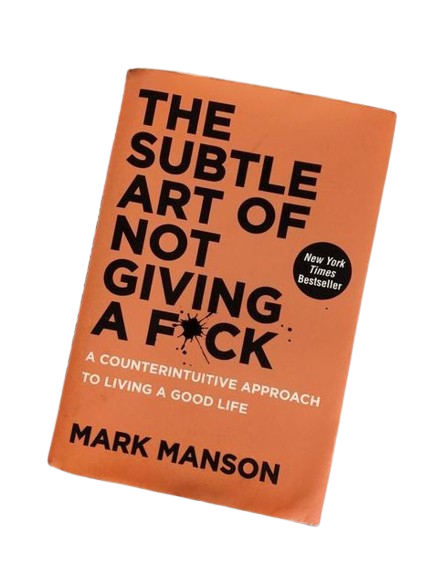 THE
SUBTLE
ART OF
NOT
GIVING
A F*CK
New York
Times
Bestseller
A COUNTERINTUITIVE APPROACH
TO LIVING A GOOD LIFE
MARK MANSON